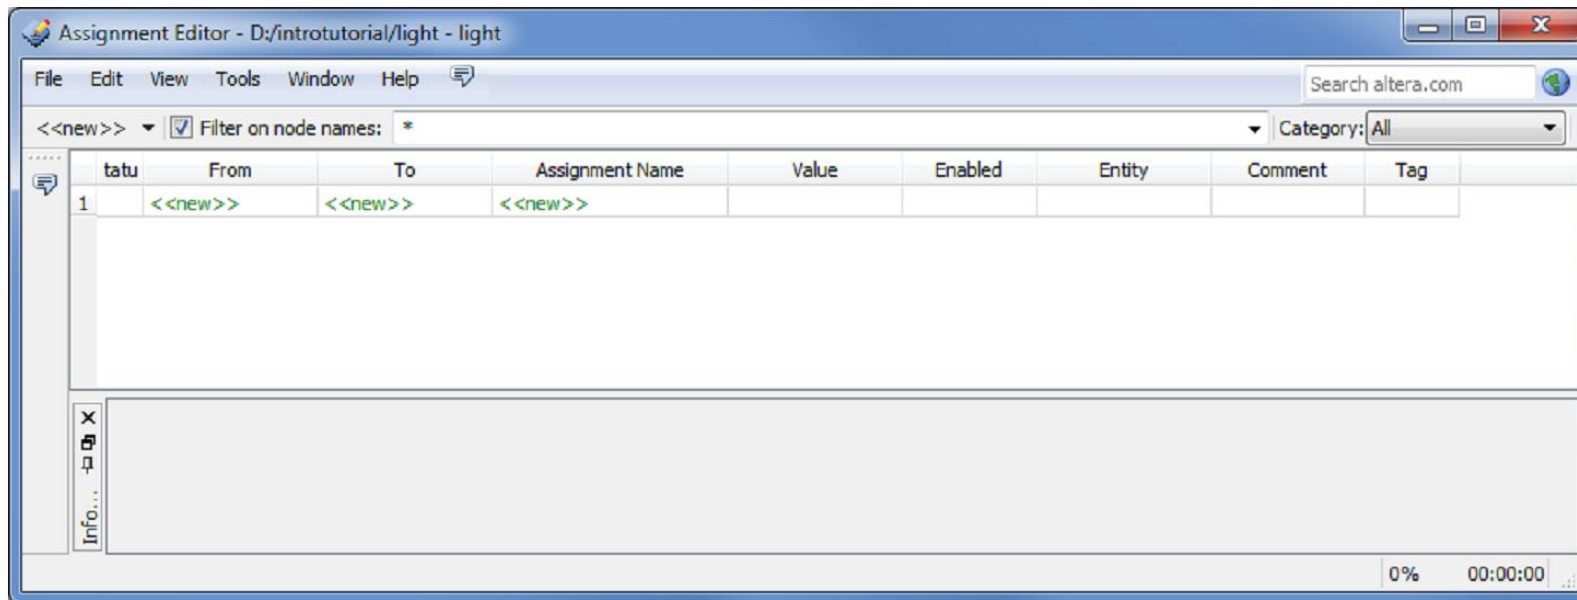 Assignment Editor - D:/introtutorial/light - light
File Edit View Tools Window Help Search altera.com
<<new>> Filter on node names: * Category: All
tatu From To Assignment Name Value Enabled Entity Comment Tag
1 <<new>> <<new>> <<new>>
Info...
0% 00:00:00